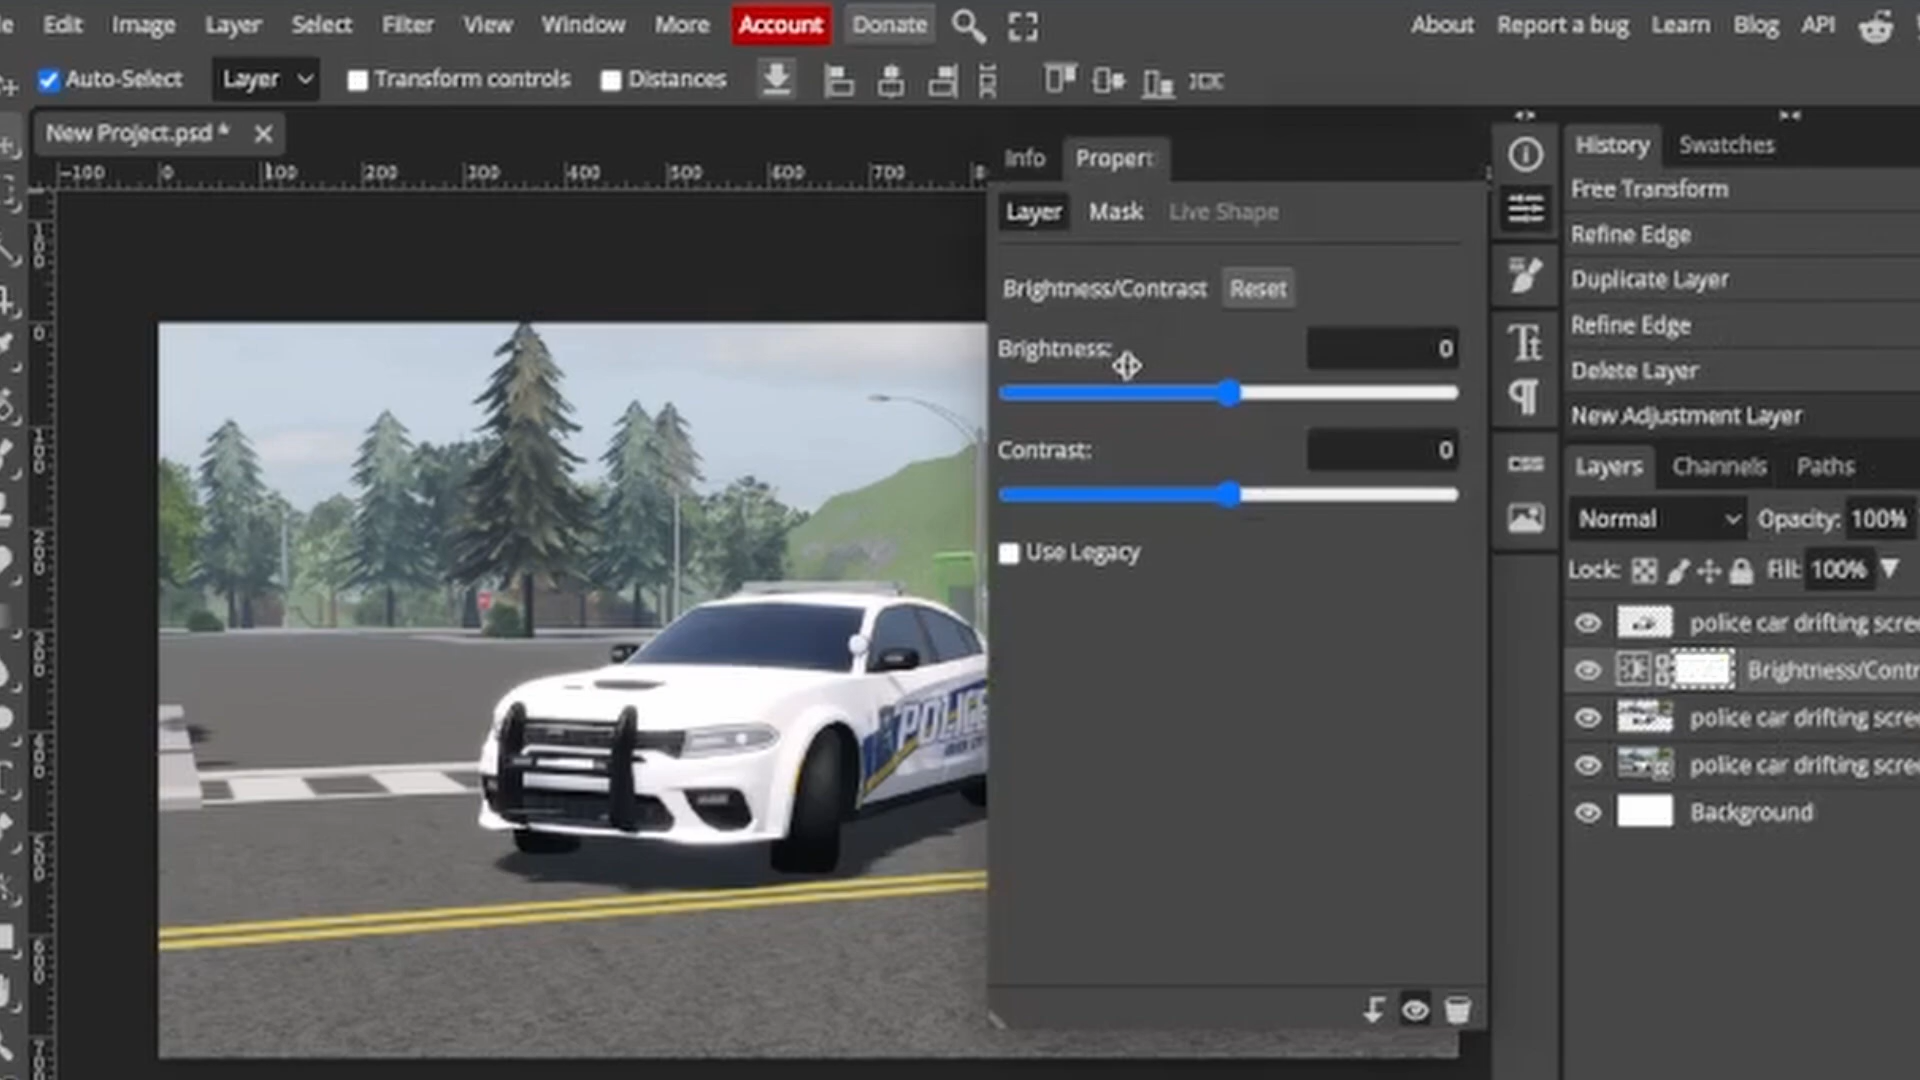 Edit Image Layer Select Filter View Window More Account Donate About Report a bug Learn Blog API
Auto-Select Layer Transform controls Distances
New Project.psd *
-100 0 100 200 300 400 500 600 700
Info Propert
Layer Mask Live Shape
Brightness/Contrast Reset
Brightness: 0
Contrast: 0
Use Legacy
POLICE
History Swatches
Free Transform
Refine Edge
Duplicate Layer
Refine Edge
Delete Layer
New Adjustment Layer
CSS
Layers Channels Paths
Normal Opacity: 100%
Lock: Fill: 100%
police car drifting scree
Brightness/Contr
police car drifting scree
police car drifting scree
Background